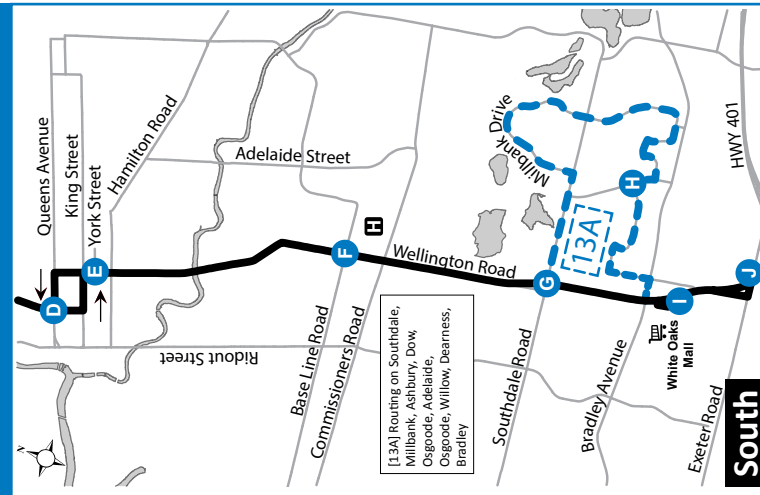 Queens Avenue
King Street
York Street
Hamilton Road
Adelaide Street
Millbank Drive
HWY 401
D
E
F
H
Wellington Road
G
13A
H
I
J
Ridout Street
Base Line Road
Commissioners Road
[13A] Routing on Southdale,
Millbank, Ashbury, Dow,
Osgoode, Adelaide,
Osgoode, Willow, Dearness,
Bradley
Southdale Road
Bradley Avenue
White Oaks
Mall
Exeter Road
N
South